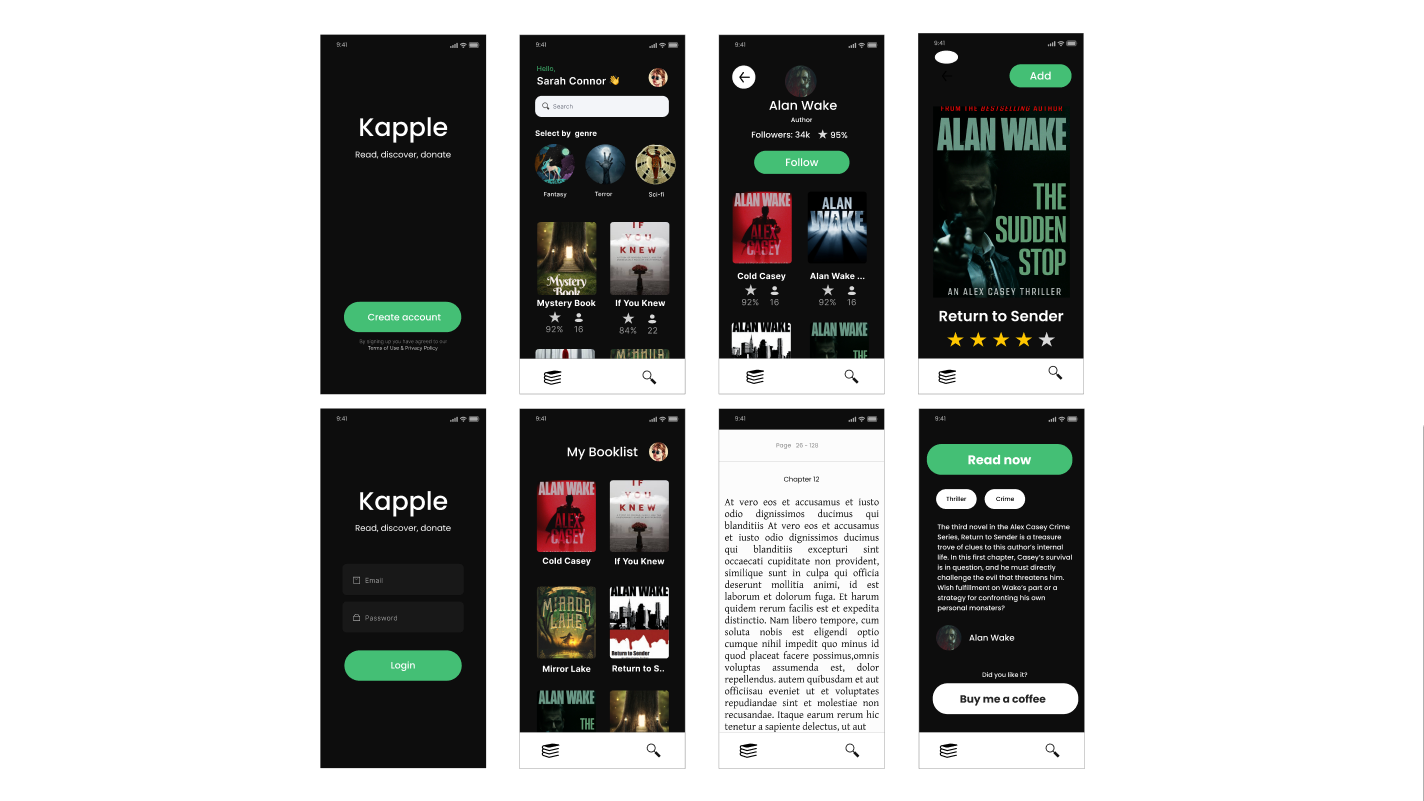 9:41
Kapple
Read, discover, donate
Create account
By signing up you have agreed to our
Terms of Use & Privacy Policy
9:41
Hello,
Sarah Connor 👋
Search
Select by genre
Fantasy
Terror
Sci-fi
Mystery
Book
IF
YOU
KNEW
Mystery Book
If You Knew
92%
16
84%
22
MIRROR
9:41
Alan Wake
Author
Followers: 34k
95%
Follow
ALAN WAKE
ALEX
CASEY
ALAN
WAKE
Cold Casey
Alan Wake ...
92%
16
92%
16
ALAN WAKE
ALAN WAKE
THE
9:41
Add
FROM THE BESTSELLING AUTHOR
ALAN WAKE
THE
SUDDEN
STOP
AN ALEX CASEY THRILLER
Return to Sender
9:41
Kapple
Read, discover, donate
Email
Password
Login
9:41
My Booklist
ALAN WAKE
ALEX
CASEY
IF
YOU
KNEW
Cold Casey
If You Knew
MIRROR
LAKE
ALAN WAKE
Return to Sender
Mirror Lake
Return to S..
ALAN WAKE
THE
9:41
Page 26 - 128
Chapter 12
At vero eos et accusamus et iusto
odio dignissimos ducimus qui
blanditiis At vero eos et accusamus
et iusto odio dignissimos ducimus
qui blanditiis excepturi sint
occaecati cupiditate non provident,
similique sunt in culpa qui officia
deserunt mollitia animi, id est
laborum et dolorum fuga. Et harum
quidem rerum facilis est et expedita
distinctio. Nam libero tempore, cum
soluta nobis est eligendi optio
cumque nihil impedit quo minus id
quod placeat facere possimus,omnis
voluptas assumenda est, dolor
repellendus. autem quibusdam et aut
officiisau eveniet ut et voluptates
repudiandae sint et molestiae non
recusandae. Itaque earum rerum hic
tenetur a sapiente delectus, ut aut
9:41
Read now
Thriller
Crime
The third novel in the Alex Casey Crime
Series, Return to Sender is a treasure
trove of clues to this author's internal
life. In this first chapter, Casey's survival
is in question, and he must directly
challenge the evil that threatens him.
Wish fulfillment on Wake's part or a
strategy for confronting his own
personal monsters?
Alan Wake
Did you like it?
Buy me a coffee